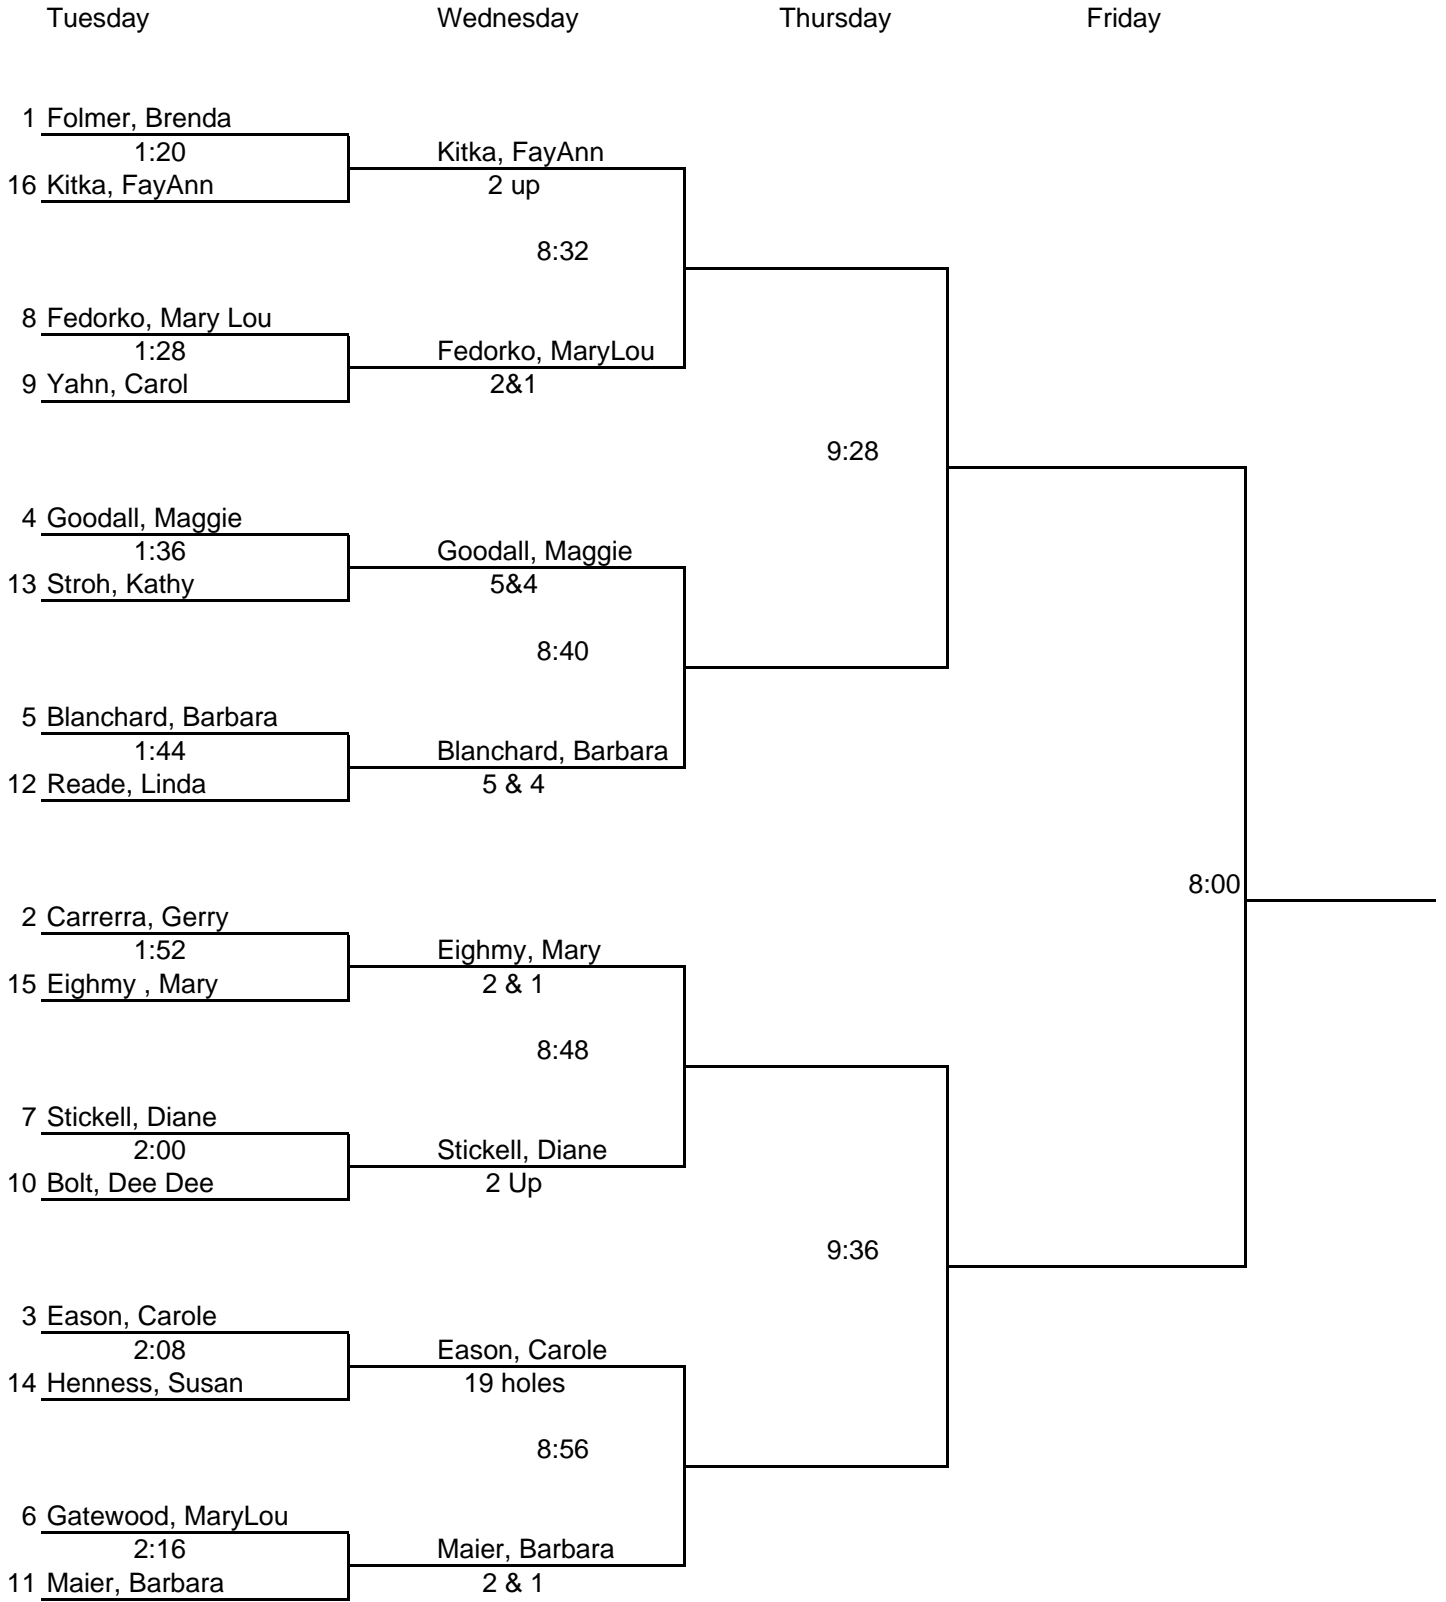 Tuesday Wednesday Thursday Friday
1 Folmer, Brenda
1:20 Kitka, FayAnn
16 Kitka, FayAnn 2 up
8:32
8 Fedorko, Mary Lou
1:28 Fedorko, MaryLou
9 Yahn, Carol 2&1
9:28
4 Goodall, Maggie
1:36 Goodall, Maggie
13 Stroh, Kathy 5&4
8:40
5 Blanchard, Barbara
1:44 Blanchard, Barbara
12 Reade, Linda 5 & 4
8:00
2 Carrerra, Gerry
1:52 Eighmy, Mary
15 Eighmy , Mary 2 & 1
8:48
7 Stickell, Diane
2:00 Stickell, Diane
10 Bolt, Dee Dee 2 Up
9:36
3 Eason, Carole
2:08 Eason, Carole
14 Henness, Susan 19 holes
8:56
6 Gatewood, MaryLou
2:16 Maier, Barbara
11 Maier, Barbara 2 & 1